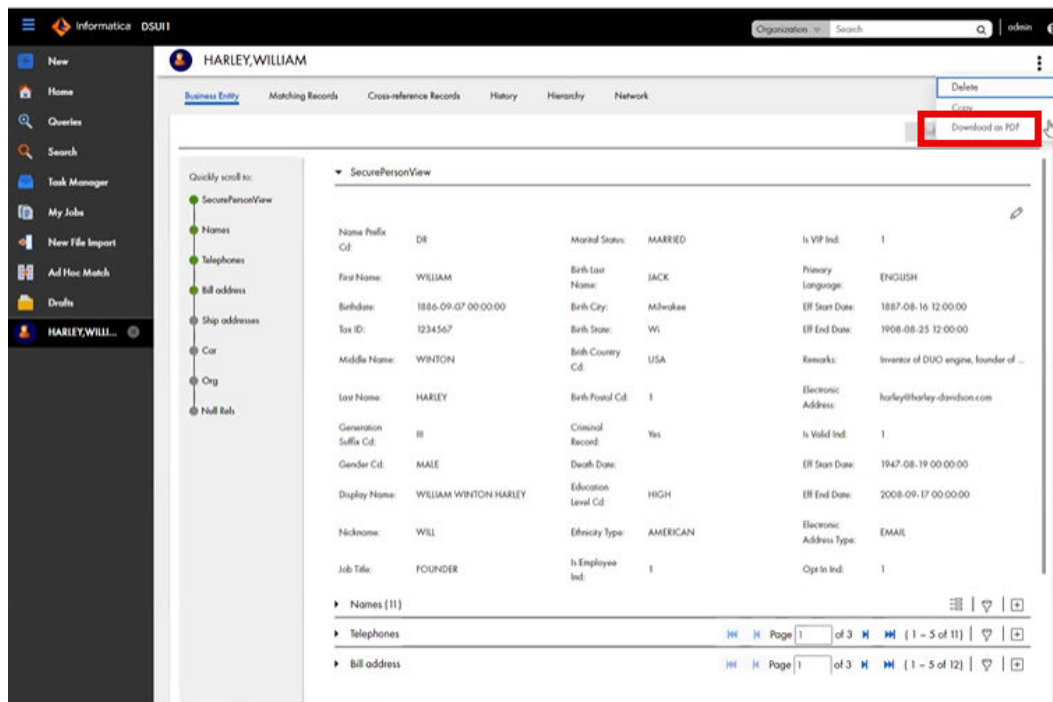 Informatica DSUI1
Organization Search admin
New
Home
Queries
Search
Task Manager
My Jobs
New File Import
Ad Hoc Match
Drafts
HARLEY,WILLI...
HARLEY,WILLIAM
Business Entity Matching Records Cross-reference Records History Hierarchy Network
Delete
Copy
Download as PDF
Quickly scroll to:
SecurePersonView
Names
Telephones
Bill address
Ship addresses
Car
Org
Null Rels
SecurePersonView
Name Prefix Cd: DR Marital Status: MARRIED Is VIP Ind: 1
First Name: WILLIAM Birth Last Name: JACK Primary Language: ENGLISH
Birthdate: 1886-09-07 00:00:00 Birth City: Milwakee Eff Start Date: 1887-08-16 12:00:00
Tax ID: 1234567 Birth State: Wi Eff End Date: 1908-08-25 12:00:00
Middle Name: WINTON Birth Country Cd: USA Remarks: Inventor of DUO engine, founder of ...
Last Name: HARLEY Birth Postal Cd: 1 Electronic Address: harley@harley-davidson.com
Generation Suffix Cd: III Criminal Record: Yes Is Valid Ind: 1
Gender Cd: MALE Death Date: Eff Start Date: 1947-08-19 00:00:00
Display Name: WILLIAM WINTON HARLEY Education Level Cd: HIGH Eff End Date: 2008-09-17 00:00:00
Nickname: WILL Ethnicity Type: AMERICAN Electronic Address Type: EMAIL
Job Title: FOUNDER Is Employee Ind: 1 Opt In Ind: 1
Names (11)
Telephones Page 1 of 3 (1 – 5 of 11)
Bill address Page 1 of 3 (1 – 5 of 12)